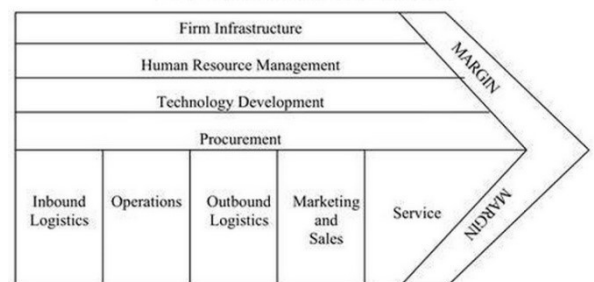 Firm Infrastructure
Human Resource Management
Technology Development
Procurement
MARGIN
Inbound
Logistics
Operations
Outbound
Logistics
Marketing
and
Sales
Service
MARGIN